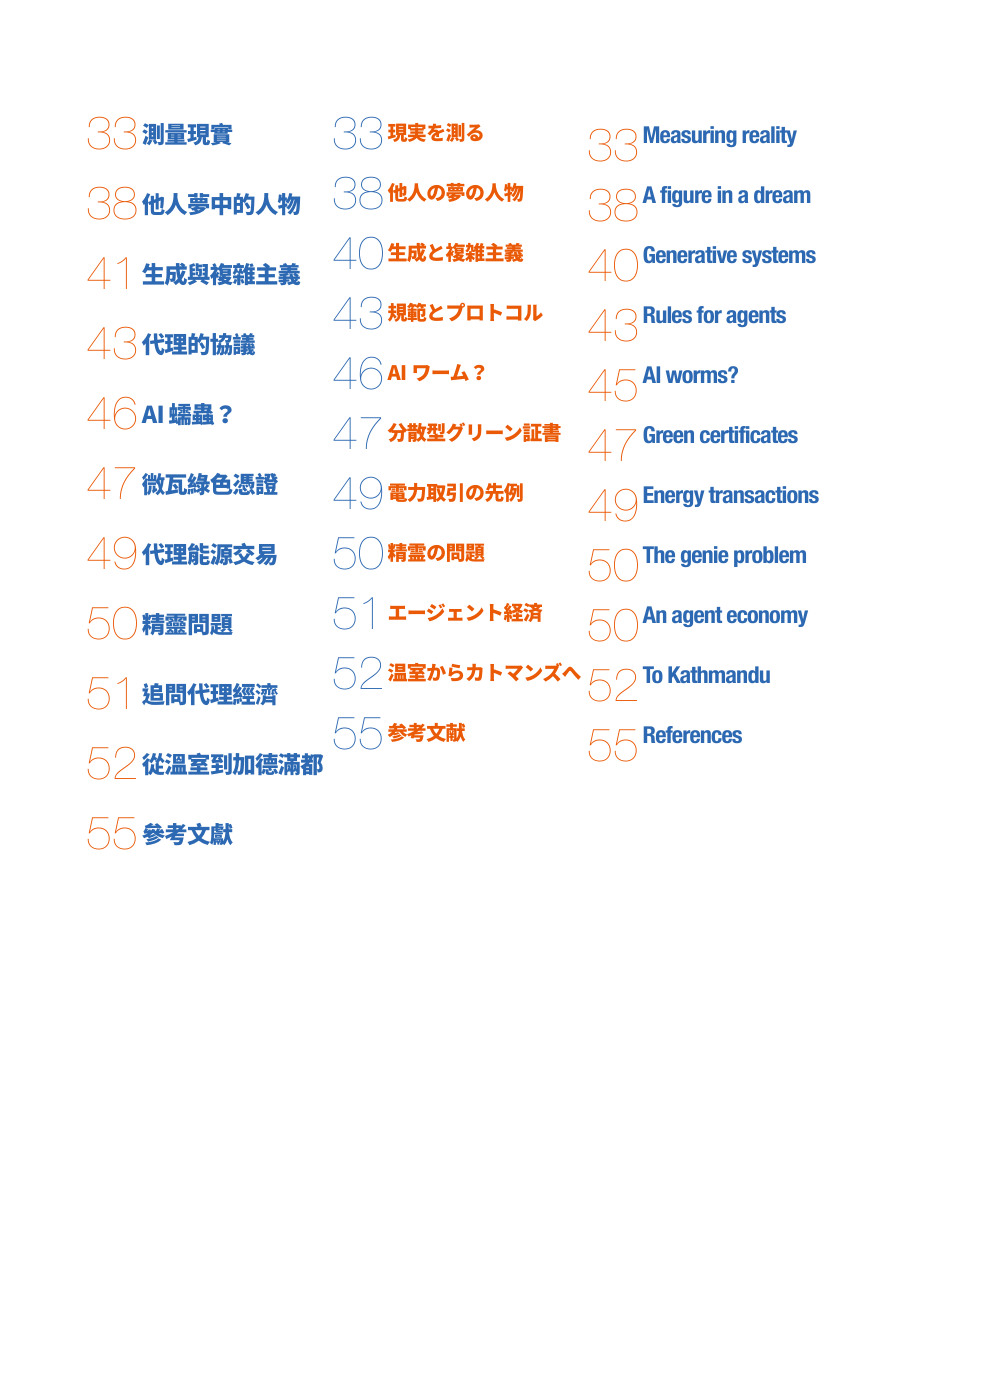 33 測量現實
38 他人夢中的人物
41 生成與複雜主義
43 代理的協議
46 AI 蠕蟲？
47 微瓦綠色憑證
49 代理能源交易
50 精靈問題
51 追問代理經濟
52 從溫室到加德滿都
55 參考文獻
33 現実を測る
38 他人の夢の人物
40 生成と複雑主義
43 規範とプロトコル
46 AI ワーム？
47 分散型グリーン証書
49 電力取引の先例
50 精霊の問題
51 エージェント経済
52 温室からカトマンズへ
55 参考文献
33 Measuring reality
38 A figure in a dream
40 Generative systems
43 Rules for agents
45 AI worms?
47 Green certificates
49 Energy transactions
50 The genie problem
50 An agent economy
52 To Kathmandu
55 References